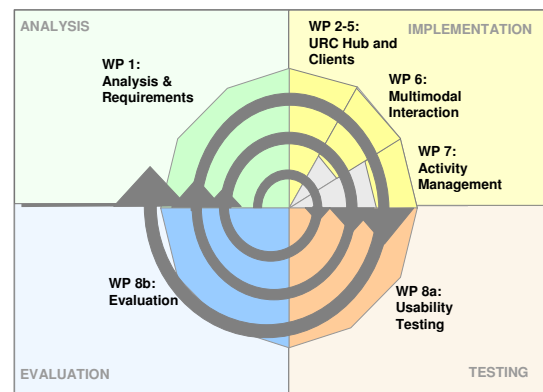 ANALYSIS
WP 1:
Analysis &
Requirements
WP 2-5:
URC Hub and
Clients
IMPLEMENTATION
WP 6:
Multimodal
Interaction
WP 7:
Activity
Management
WP 8b:
Evaluation
EVALUATION
WP 8a:
Usability
Testing
TESTING